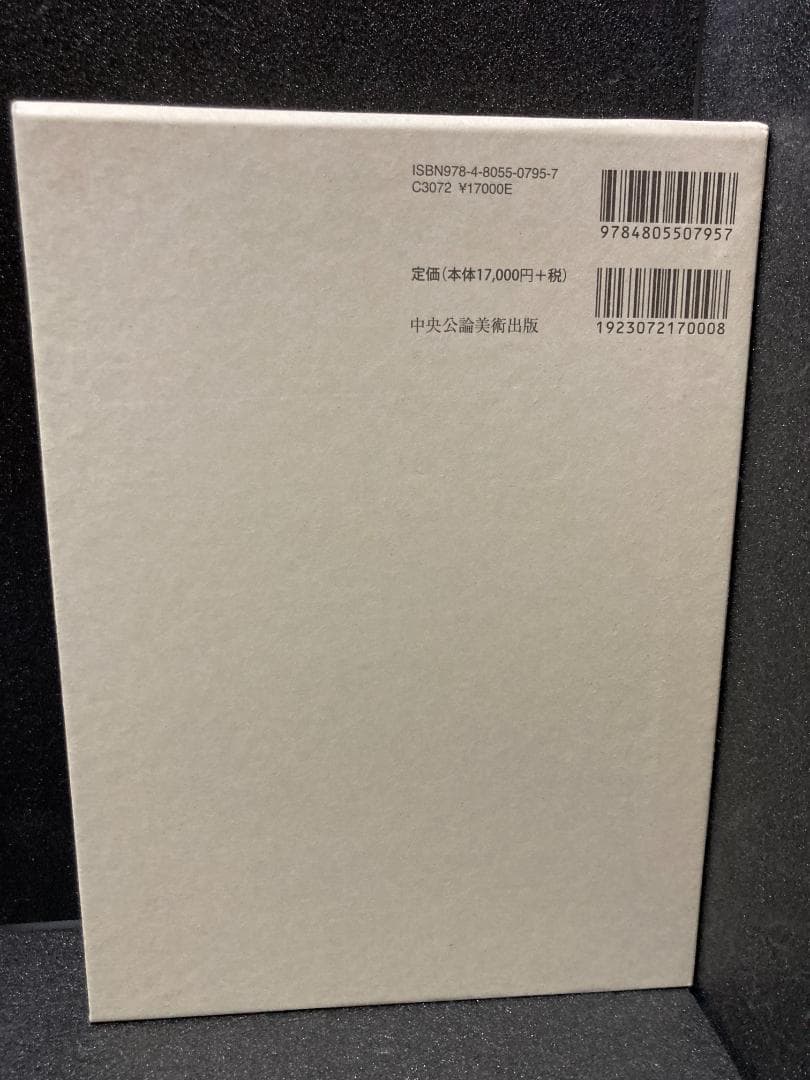 ISBN978-4-8055-0795-7
C3072 ¥17000E
9784805507957
定価(本体17,000円+税)
中央公論美術出版
1923072170008